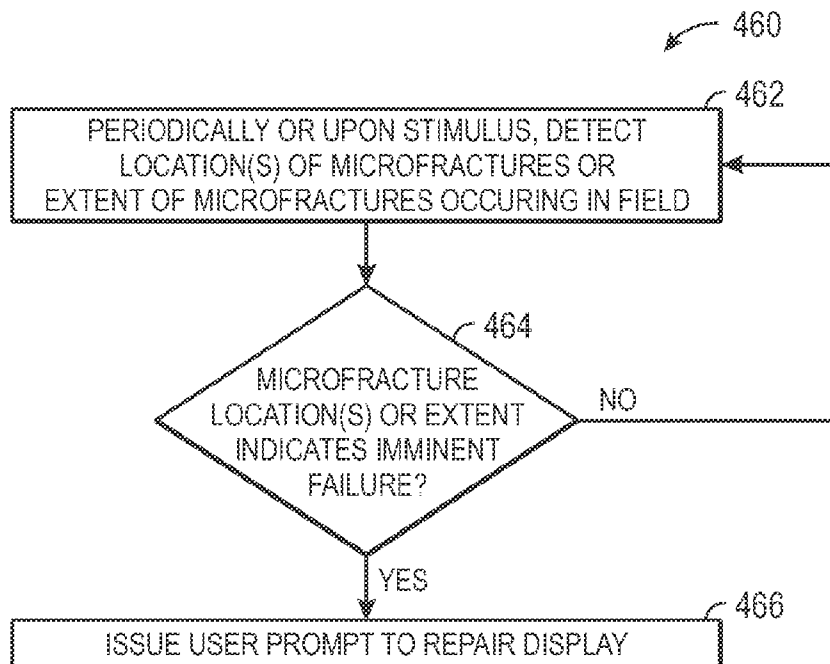 460
462
PERIODICALLY OR UPON STIMULUS, DETECT
LOCATION(S) OF MICROFRACTURES OR
EXTENT OF MICROFRACTURES OCCURING IN FIELD
464
MICROFRACTURE
LOCATION(S) OR EXTENT
INDICATES IMMINENT
FAILURE?
NO
YES
466
ISSUE USER PROMPT TO REPAIR DISPLAY